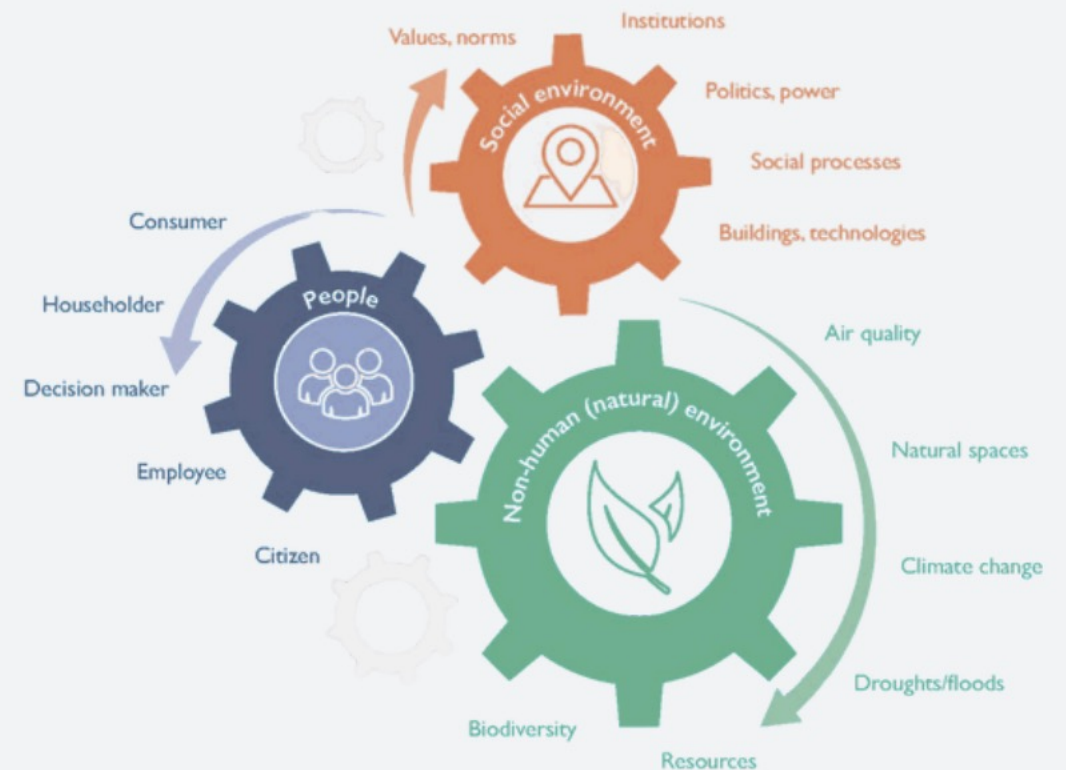 Institutions
Values, norms
Politics, power
Social environment
Social processes
Buildings, technologies
Consumer
Householder
People
Decision maker
Employee
Citizen
Air quality
Non-human (natural) environment
Natural spaces
Climate change
Droughts/floods
Biodiversity
Resources